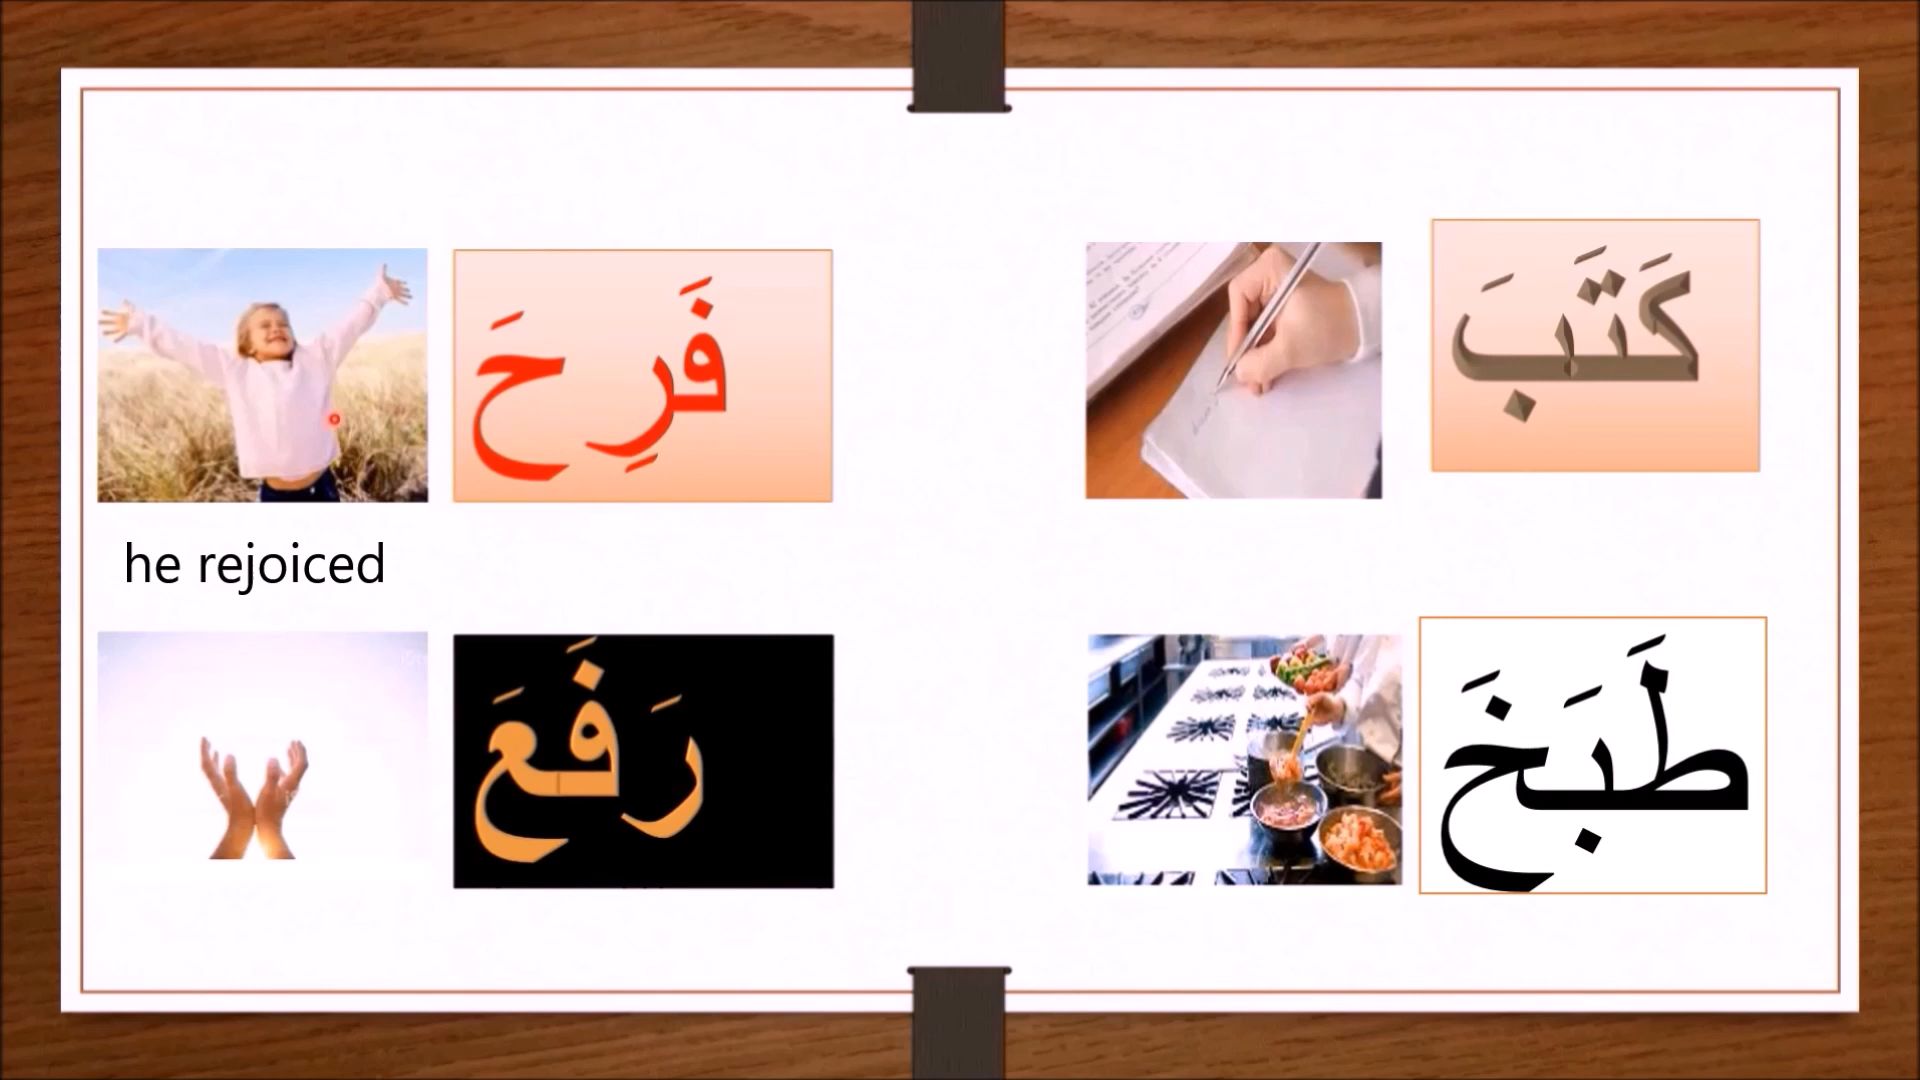 كَتَبَ
فَرِحَ
he rejoiced
طَبَخَ
رَفَعَ